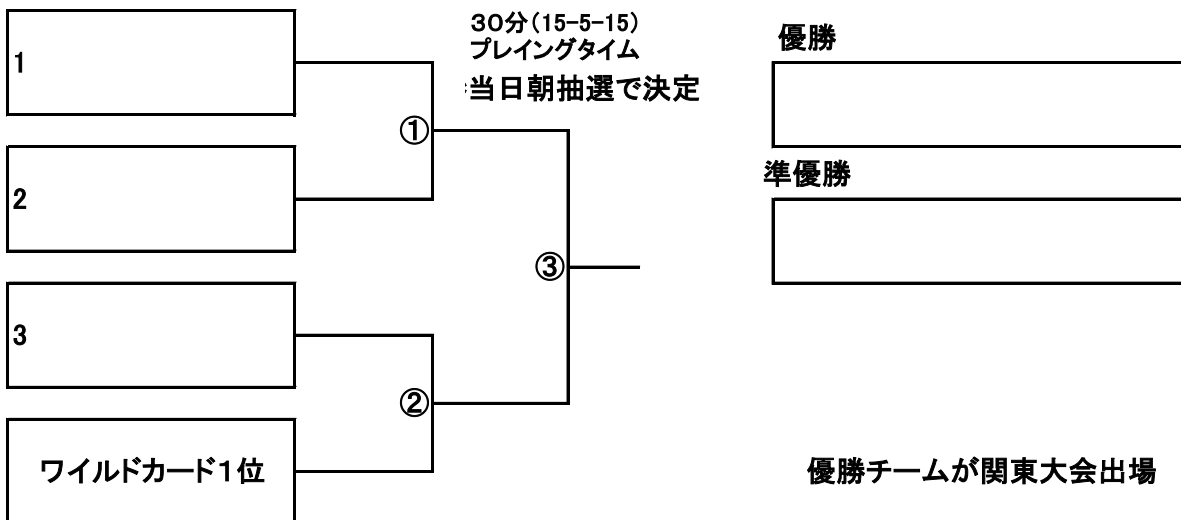 30分(15-5-15)
プレイングタイム
当日朝抽選で決定
優勝
1
①
準優勝
2
③
3
②
ワイルドカード1位
優勝チームが関東大会出場